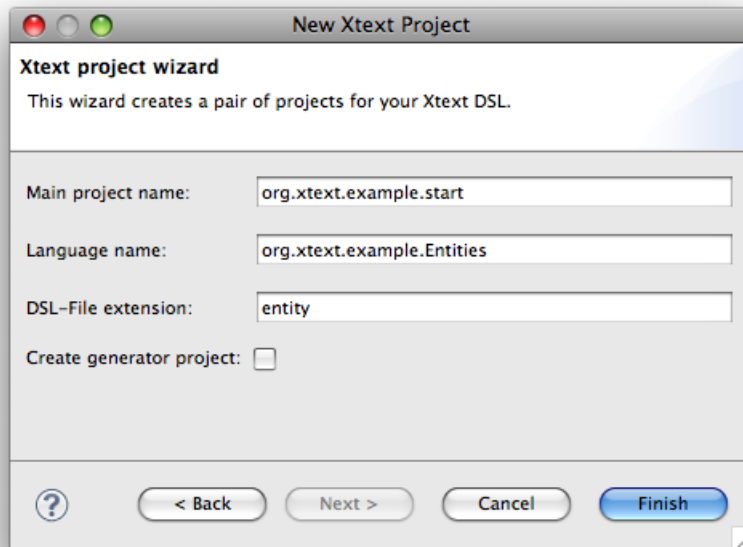 New Xtext Project
Xtext project wizard
This wizard creates a pair of projects for your Xtext DSL.
Main project name: org.xtext.example.start
Language name: org.xtext.example.Entities
DSL-File extension: entity
Create generator project:
? < Back Next > Cancel Finish